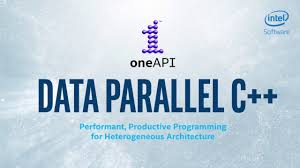 intel
Software
oneAPI
DATA PARALLEL C++
Performant, Productive Programming
for Heterogeneous Architecture